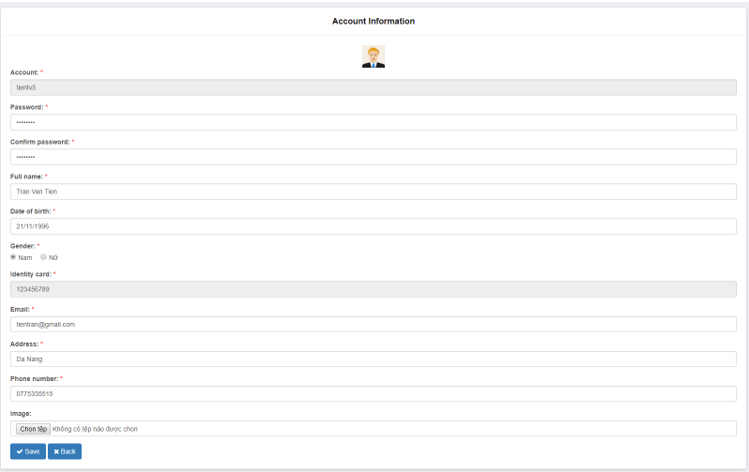 Account Information
Account: *
tientv5
Password: *
••••••••
Confirm password: *
••••••••
Full name: *
Tran Van Tien
Date of birth: *
21/11/1996
Gender: *
Nam Nữ
Identity card: *
123456789
Email: *
tientran@gmail.com
Address: *
Da Nang
Phone number: *
0775335515
Image:
Chọn tệp Không có tệp nào được chọn
Save Back